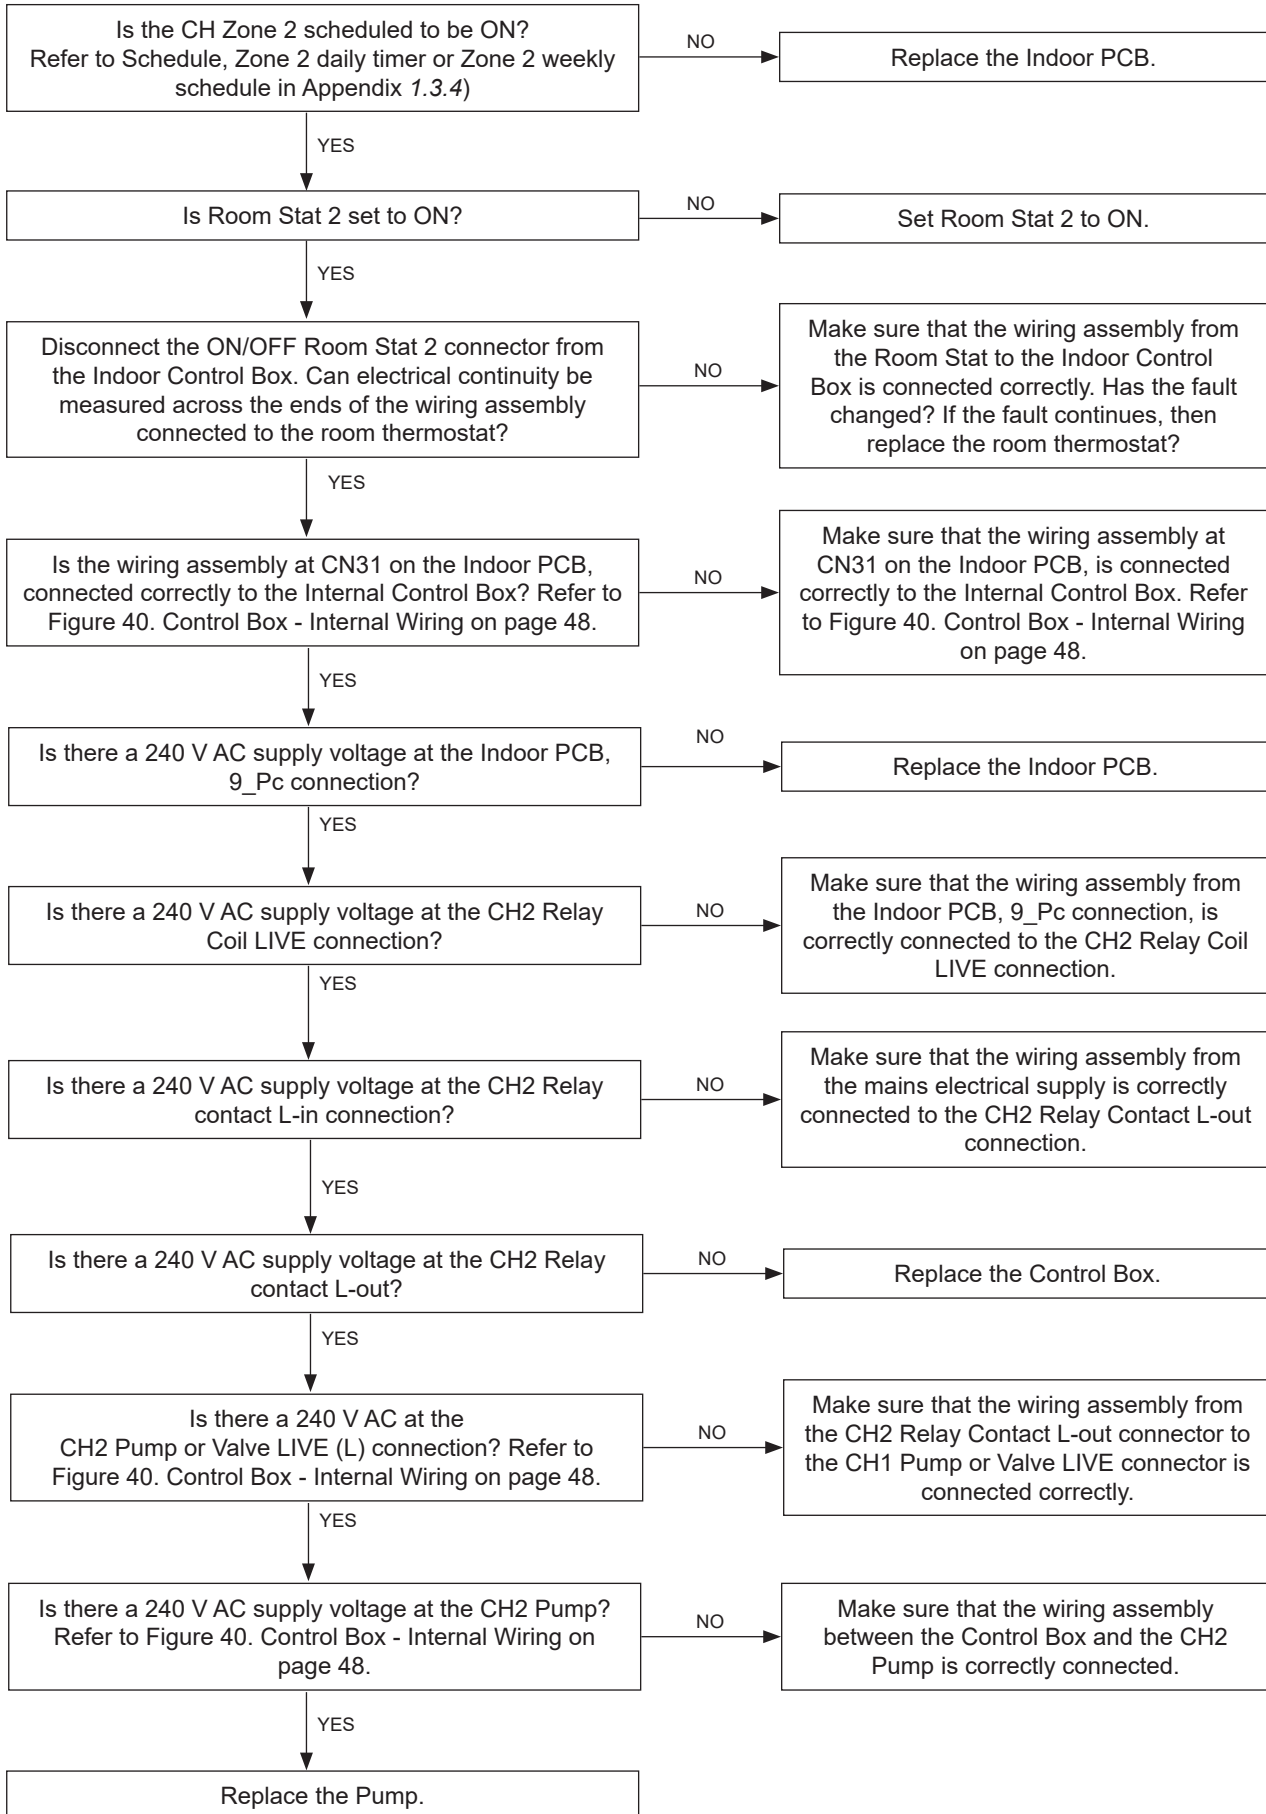 Is the CH Zone 2 scheduled to be ON?
Refer to Schedule, Zone 2 daily timer or Zone 2 weekly
schedule in Appendix 1.3.4)
NO
Replace the Indoor PCB.
YES
Is Room Stat 2 set to ON?
NO
Set Room Stat 2 to ON.
YES
Disconnect the ON/OFF Room Stat 2 connector from
the Indoor Control Box. Can electrical continuity be
measured across the ends of the wiring assembly
connected to the room thermostat?
NO
Make sure that the wiring assembly from
the Room Stat to the Indoor Control
Box is connected correctly. Has the fault
changed? If the fault continues, then
replace the room thermostat?
YES
Is the wiring assembly at CN31 on the Indoor PCB,
connected correctly to the Internal Control Box? Refer to
Figure 40. Control Box - Internal Wiring on page 48.
NO
Make sure that the wiring assembly at
CN31 on the Indoor PCB, is connected
correctly to the Internal Control Box. Refer
to Figure 40. Control Box - Internal Wiring
on page 48.
YES
Is there a 240 V AC supply voltage at the Indoor PCB,
9_Pc connection?
NO
Replace the Indoor PCB.
YES
Is there a 240 V AC supply voltage at the CH2 Relay
Coil LIVE connection?
NO
Make sure that the wiring assembly from
the Indoor PCB, 9_Pc connection, is
correctly connected to the CH2 Relay Coil
LIVE connection.
YES
Is there a 240 V AC supply voltage at the CH2 Relay
contact L-in connection?
NO
Make sure that the wiring assembly from
the mains electrical supply is correctly
connected to the CH2 Relay Contact L-out
connection.
YES
Is there a 240 V AC supply voltage at the CH2 Relay
contact L-out?
NO
Replace the Control Box.
YES
Is there a 240 V AC at the
CH2 Pump or Valve LIVE (L) connection? Refer to
Figure 40. Control Box - Internal Wiring on page 48.
NO
Make sure that the wiring assembly from
the CH2 Relay Contact L-out connector to
the CH1 Pump or Valve LIVE connector is
connected correctly.
YES
Is there a 240 V AC supply voltage at the CH2 Pump?
Refer to Figure 40. Control Box - Internal Wiring on
page 48.
NO
Make sure that the wiring assembly
between the Control Box and the CH2
Pump is correctly connected.
YES
Replace the Pump.